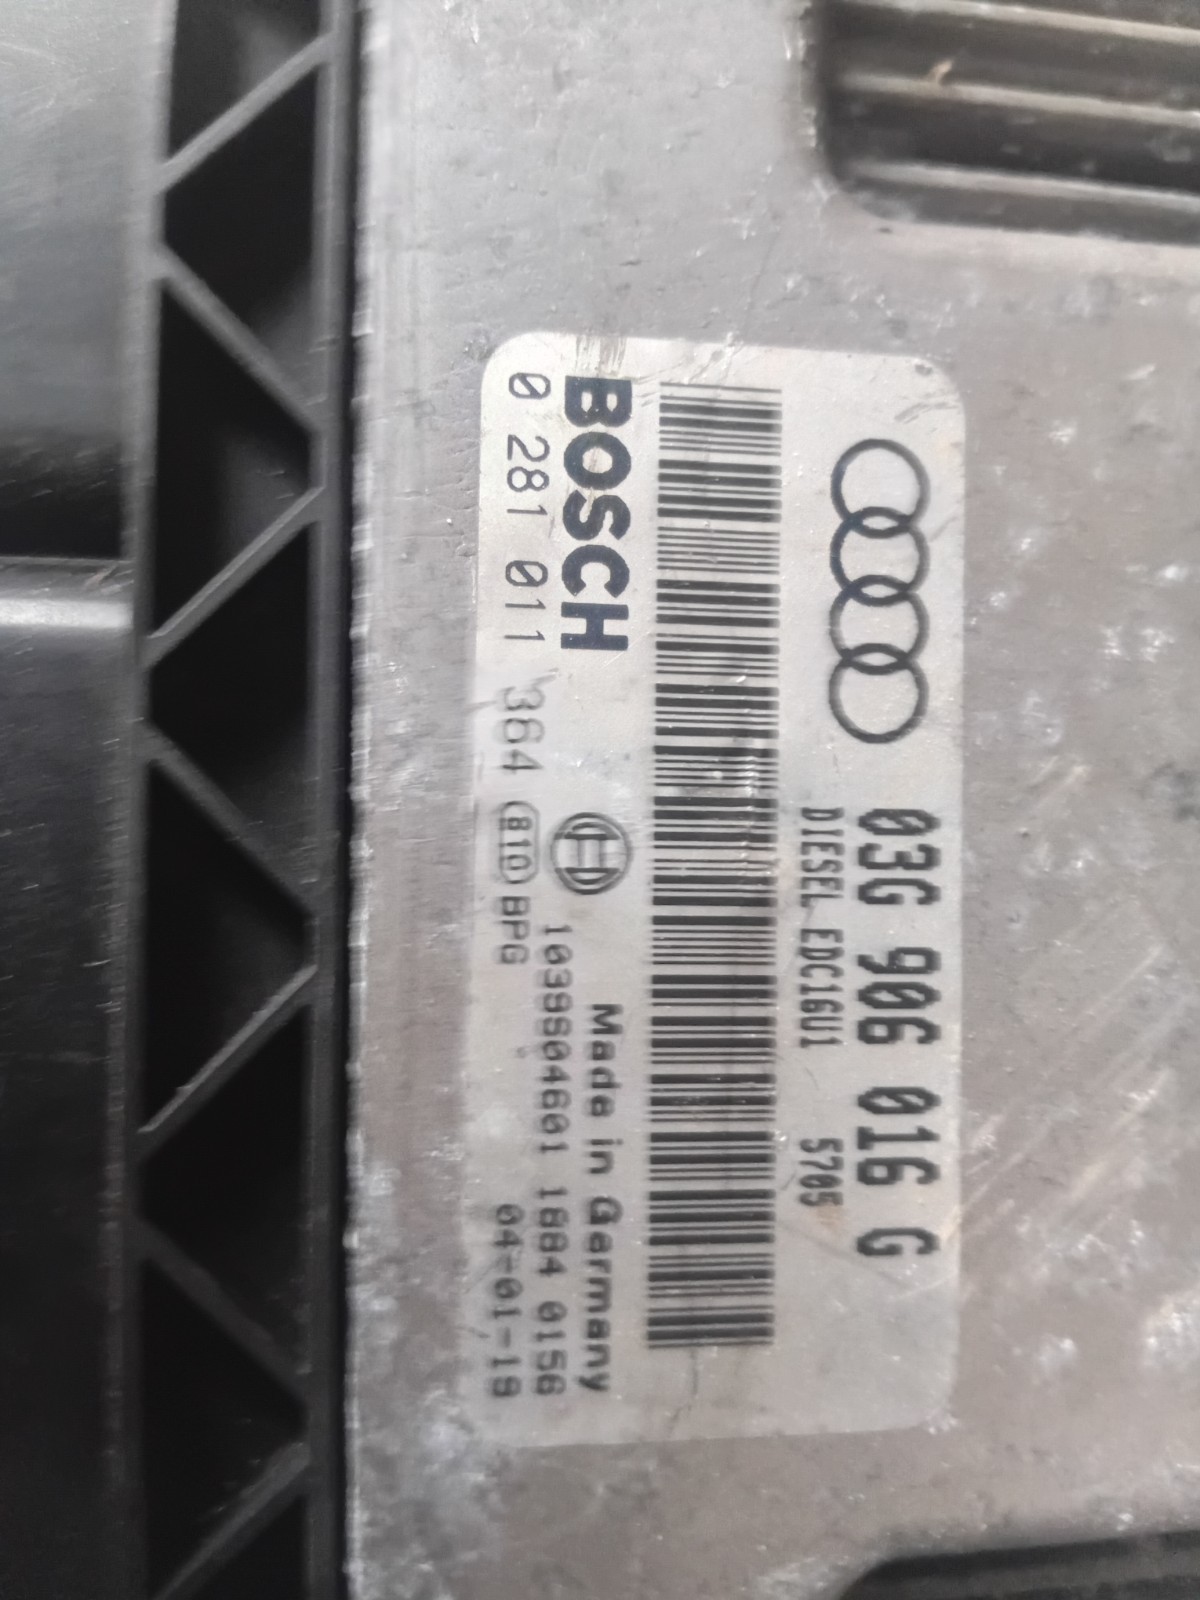 03G 906 016 G
DIESEL EDC16U1 5705
BOSCH
Made in Germany
1039S04601 1884 0156
0 281 011 364 81D BPG
04-01-19